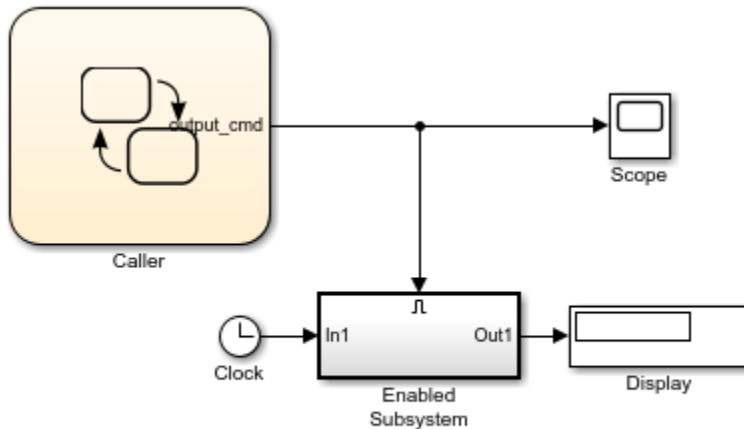 output_cmd
Scope
Caller
In1
Out1
Clock
Enabled
Subsystem
Display